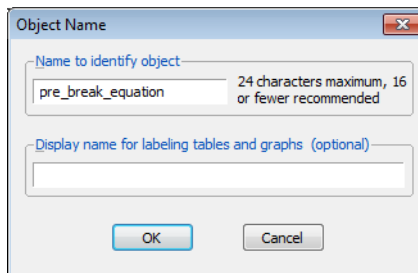 Object Name
Name to identify object
pre_break_equation
24 characters maximum, 16
or fewer recommended
Display name for labeling tables and graphs (optional)
OK
Cancel